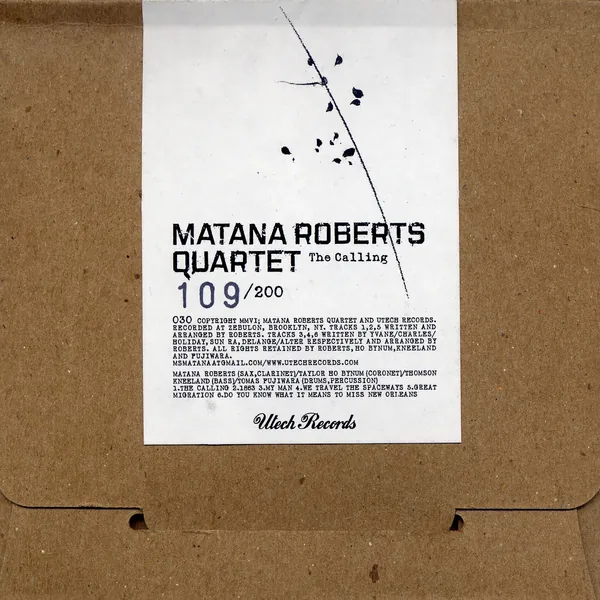 MATANA ROBERTS
QUARTET The Calling
109/200
030 COPYRIGHT MMVI; MATANA ROBERTS QUARTET AND UTECH RECORDS.
RECORDED AT ZEBULON, BROOKLYN, NY. TRACKS 1,2,5 WRITTEN AND
ARRANGED BY ROBERTS. TRACKS 3,4,6 WRITTEN BY YVANE/CHARLES/
HOLIDAY,SUN RA,DELANGE/ALTER RESPECTIVELY AND ARRANGED BY
ROBERTS. ALL RIGHTS RETAINED BY ROBERTS,HO BYNUM,KNEELAND
AND FUJIWARA.
MSMATANAATGMAIL.COM/WWW.UTECHRECORDS.COM
MATANA ROBERTS (SAX,CLARINET)/TAYLOR HO BYNUM (CORONET)/THOMSON
KNEELAND (BASS)/TOMAS FUJIWARA (DRUMS,PERCUSSION)
1.THE CALLING 2.1863 3.MY MAN 4.WE TRAVEL THE SPACEWAYS 5.GREAT
MIGRATION 6.DO YOU KNOW WHAT IT MEANS TO MISS NEW ORLEANS
Utech Records